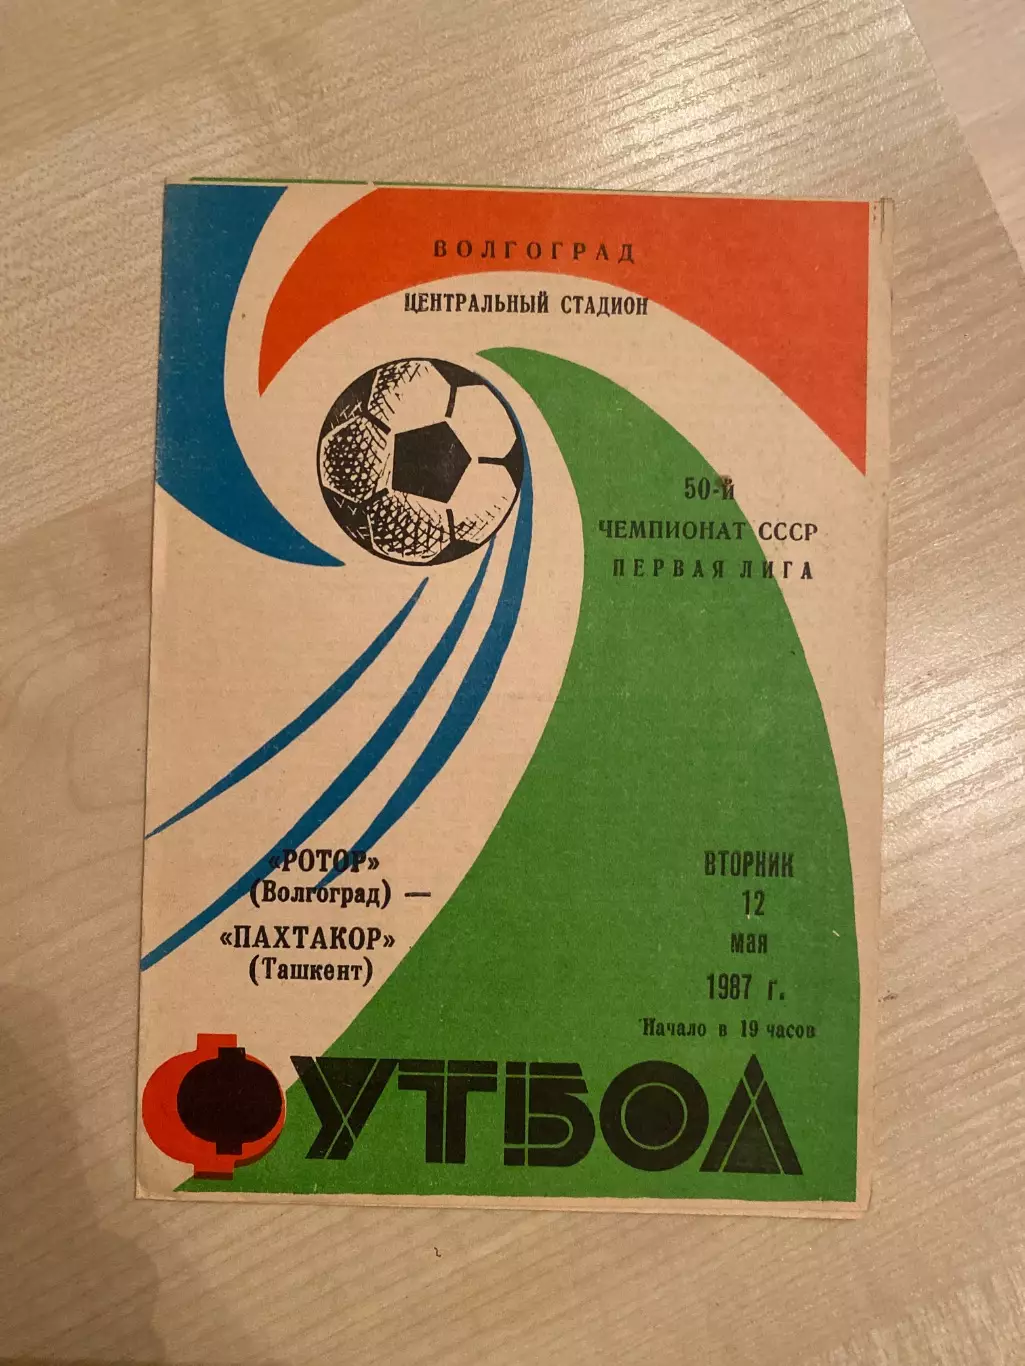 ВОЛГОГРАД
ЦЕНТРАЛЬНЫЙ СТАДИОН
50-й
ЧЕМПИОНАТ СССР
ПЕРВАЯ ЛИГА
«РОТОР»
(Волгоград) —
«ПАХТАКОР»
(Ташкент)
ВТОРНИК
12
мая
1987 г.
Начало в 19 часов
ФУТБОЛ